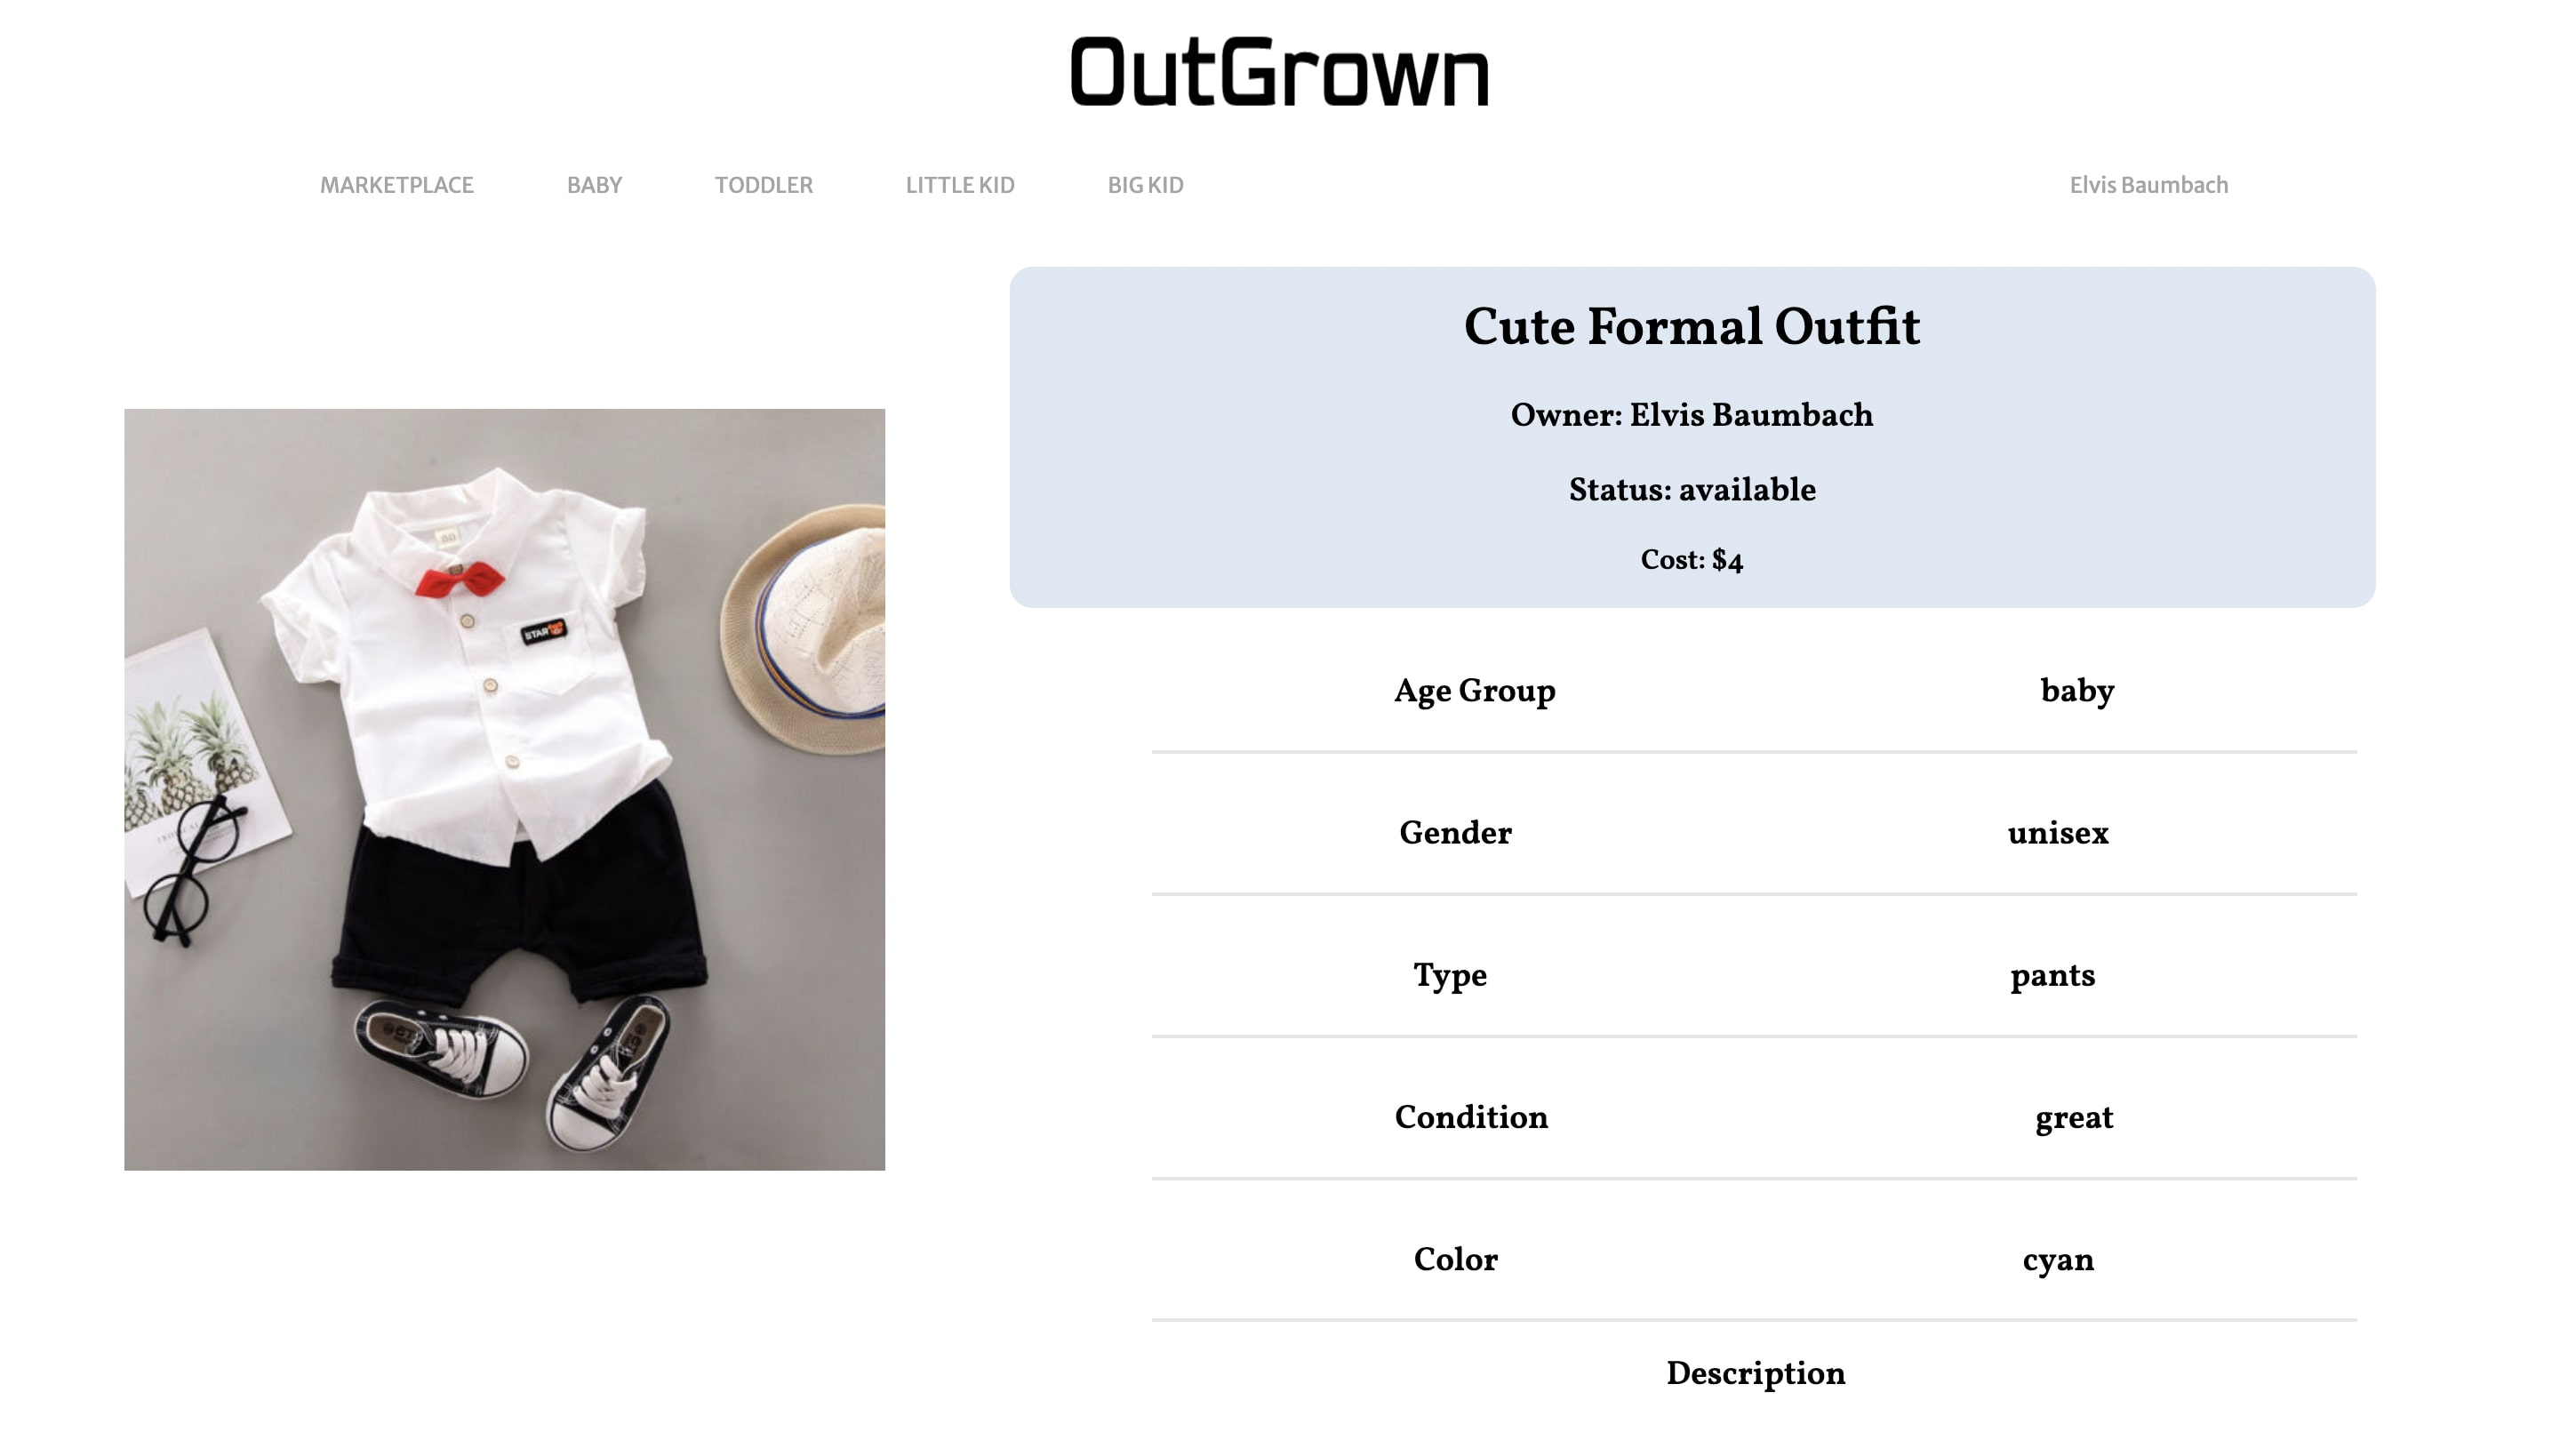 OutGrown
MARKETPLACE BABY TODDLER LITTLE KID BIG KID Elvis Baumbach
Cute Formal Outfit
Owner: Elvis Baumbach
Status: available
Cost: $4
80
STAR
Age Group baby
Gender unisex
Type pants
Condition great
Color cyan
Description